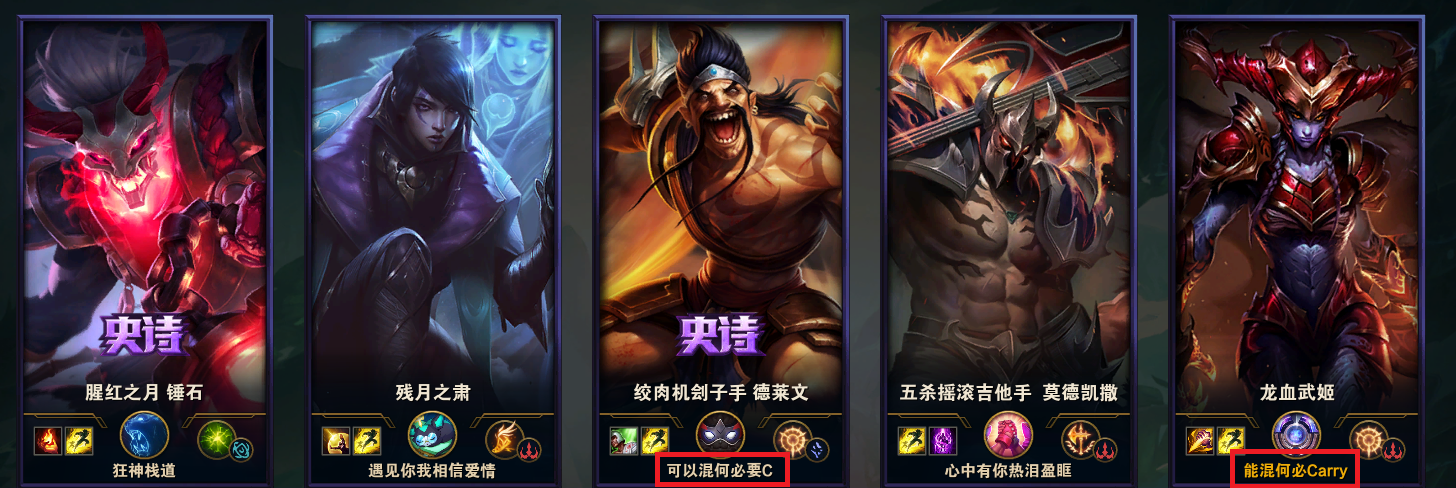 史诗
腥红之月 锤石
狂神栈道
残月之肃
遇见你我相信爱情
史诗
绞肉机刽子手 德莱文
可以混何必要C
五杀摇滚吉他手 莫德凯撒
心中有你热泪盈眶
龙血武姬
能混何必Carry